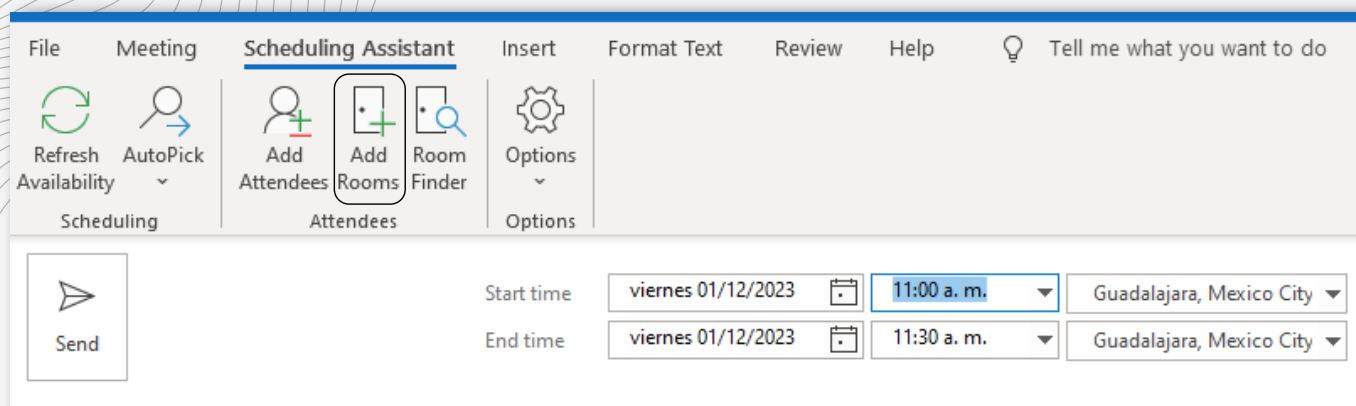 File Meeting Scheduling Assistant Insert Format Text Review Help Tell me what you want to do
Refresh AutoPick Add Add Room Options
Availability Attendees Rooms Finder
Scheduling Attendees Options
Send
Start time viernes 01/12/2023 11:00 a. m. Guadalajara, Mexico City
End time viernes 01/12/2023 11:30 a. m. Guadalajara, Mexico City